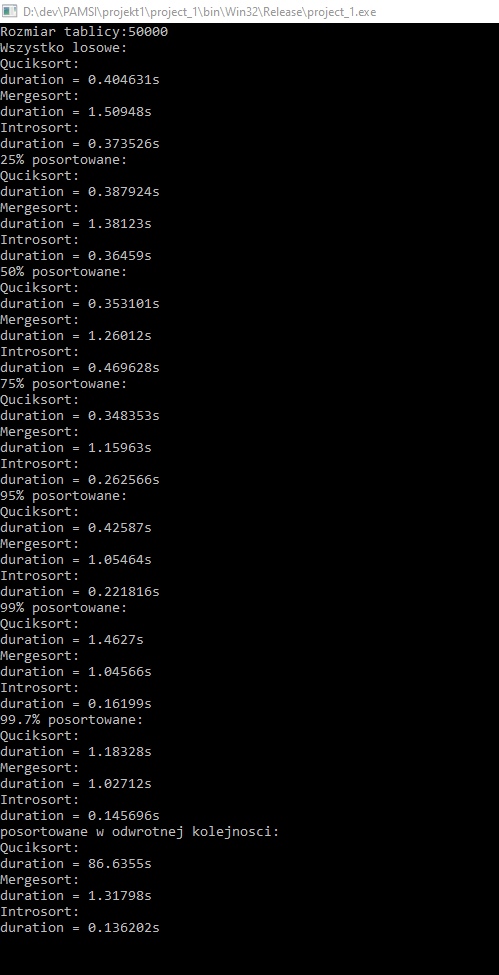 D:\dev\PAMSI\projekt1\project_1\bin\Win32\Release\project_1.exe
Rozmiar tablicy:50000
Wszystko losowe:
Quciksort:
duration = 0.404631s
Mergesort:
duration = 1.50948s
Introsort:
duration = 0.373526s
25% posortowane:
Quciksort:
duration = 0.387924s
Mergesort:
duration = 1.38123s
Introsort:
duration = 0.36459s
50% posortowane:
Quciksort:
duration = 0.353101s
Mergesort:
duration = 1.26012s
Introsort:
duration = 0.469628s
75% posortowane:
Quciksort:
duration = 0.348353s
Mergesort:
duration = 1.15963s
Introsort:
duration = 0.262566s
95% posortowane:
Quciksort:
duration = 0.42587s
Mergesort:
duration = 1.05464s
Introsort:
duration = 0.221816s
99% posortowane:
Quciksort:
duration = 1.4627s
Mergesort:
duration = 1.04566s
Introsort:
duration = 0.16199s
99.7% posortowane:
Quciksort:
duration = 1.18328s
Mergesort:
duration = 1.02712s
Introsort:
duration = 0.145696s
posortowane w odwrotnej kolejnosci:
Quciksort:
duration = 86.6355s
Mergesort:
duration = 1.31798s
Introsort:
duration = 0.136202s